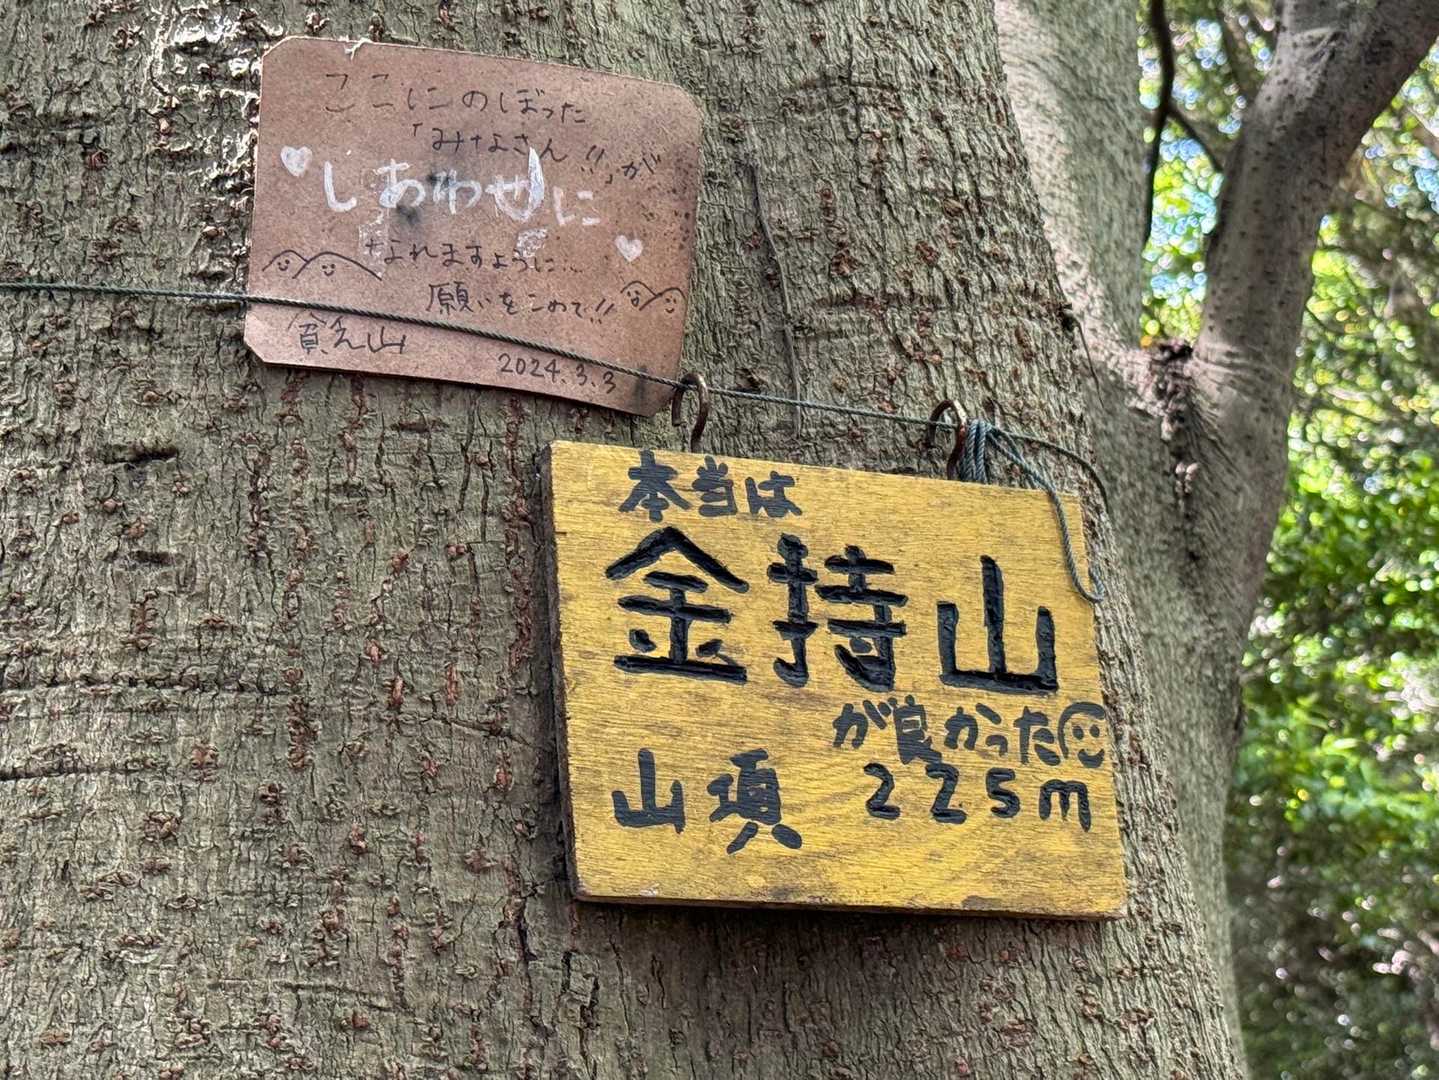 ここにのぼった
みなさん!!が
しあわせに
なれますように…
願いをこめて!!
貧乏山
2024.3.3
本当は
金持山
が良かった
山頂 225m